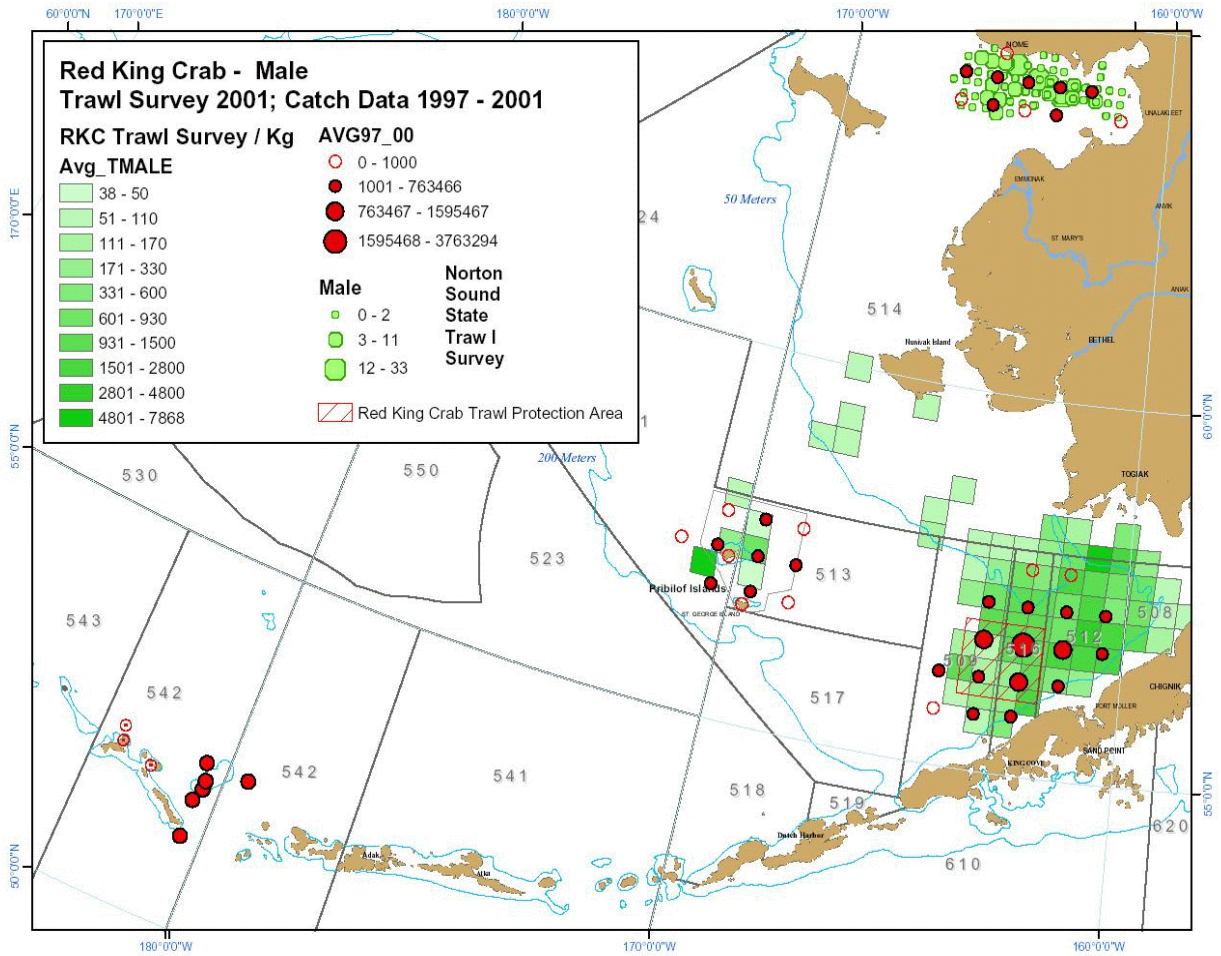 60°0'0"W
170°0'0"E
180°0'0"W
170°0'0"W
160°0'0"W
Red King Crab - Male
Trawl Survey 2001; Catch Data 1997 - 2001
RKC Trawl Survey / Kg
Avg_TMALE
38 - 50
51 - 110
111 - 170
171 - 330
331 - 600
601 - 930
931 - 1500
1501 - 2800
2801 - 4800
4801 - 7868
AVG97_00
0 - 1000
1001 - 763466
763467 - 1595467
1595468 - 3763294
Male
0 - 2
3 - 11
12 - 33
Norton
Sound
State
Trawl
Survey
Red King Crab Trawl Protection Area
NOME
UNALAKLEET
EMMONAK
ANVIK
ST. MARY'S
ANIAK
BETHEL
50 Meters
24
514
Nunivak Island
170°0'0"E
60°0'0"N
1
55°0'0"N
200 Meters
TOGIAK
530
550
523
513
Pribilof Islands
ST. GEORGE ISLAND
508
512
516
509
543
542
517
CHIGNIK
PORT MOLLER
SAND POINT
KING COVE
542
541
518
519
55°0'0"N
620
Dutch Harbor
610
Adak
Atka
50°0'0"N
180°0'0"W
170°0'0"W
160°0'0"W